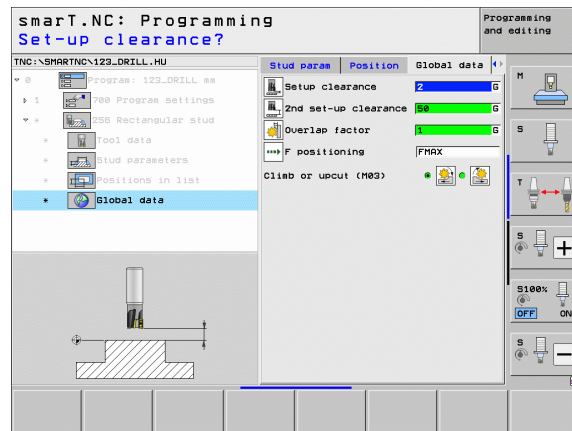 smarT.NC: Programming
Programming
and editing
Set-up clearance?
TNC:\SMARTNC\123_DRILL.HU
Stud param Position Global data
0 Program: 123_DRILL mm
1 700 Program settings
* 256 Rectangular stud
* Tool data
* Stud parameters
* Positions in list
* Global data
Setup clearance 2 G
2nd set-up clearance 50 G
Overlap factor 1 G
F positioning FMAX
Climb or upcut (M03)
M
S
T
S
S100%
OFF ON
S